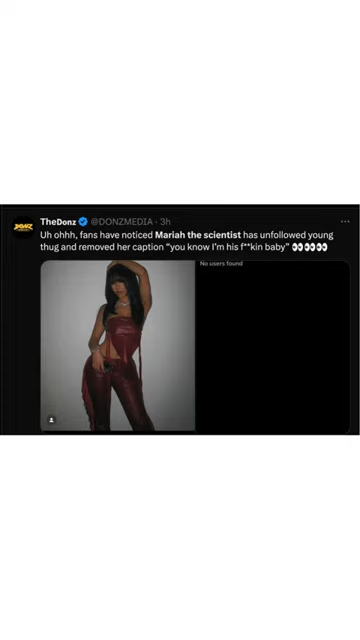 TheDonz @DONZMEDIA · 3h
Uh ohhh, fans have noticed Mariah the scientist has unfollowed young
thug and removed her caption “you know I’m his f**kin baby” 👀👀👀
No users found